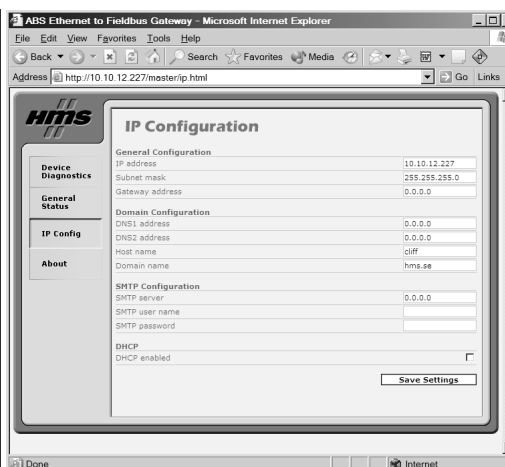 ABS Ethernet to Fieldbus Gateway - Microsoft Internet Explorer
File Edit View Favorites Tools Help
Back Search Favorites Media
Address http://10.10.12.227/master/ip.html Go Links
HMS
IP Configuration
Device Diagnostics
General Status
IP Config
About
General Configuration
IP address 10.10.12.227
Subnet mask 255.255.255.0
Gateway address 0.0.0.0
Domain Configuration
DNS1 address 0.0.0.0
DNS2 address 0.0.0.0
Host name cliff
Domain name hms.se
SMTP Configuration
SMTP server 0.0.0.0
SMTP user name
SMTP password
DHCP
DHCP enabled
Save Settings
Done Internet